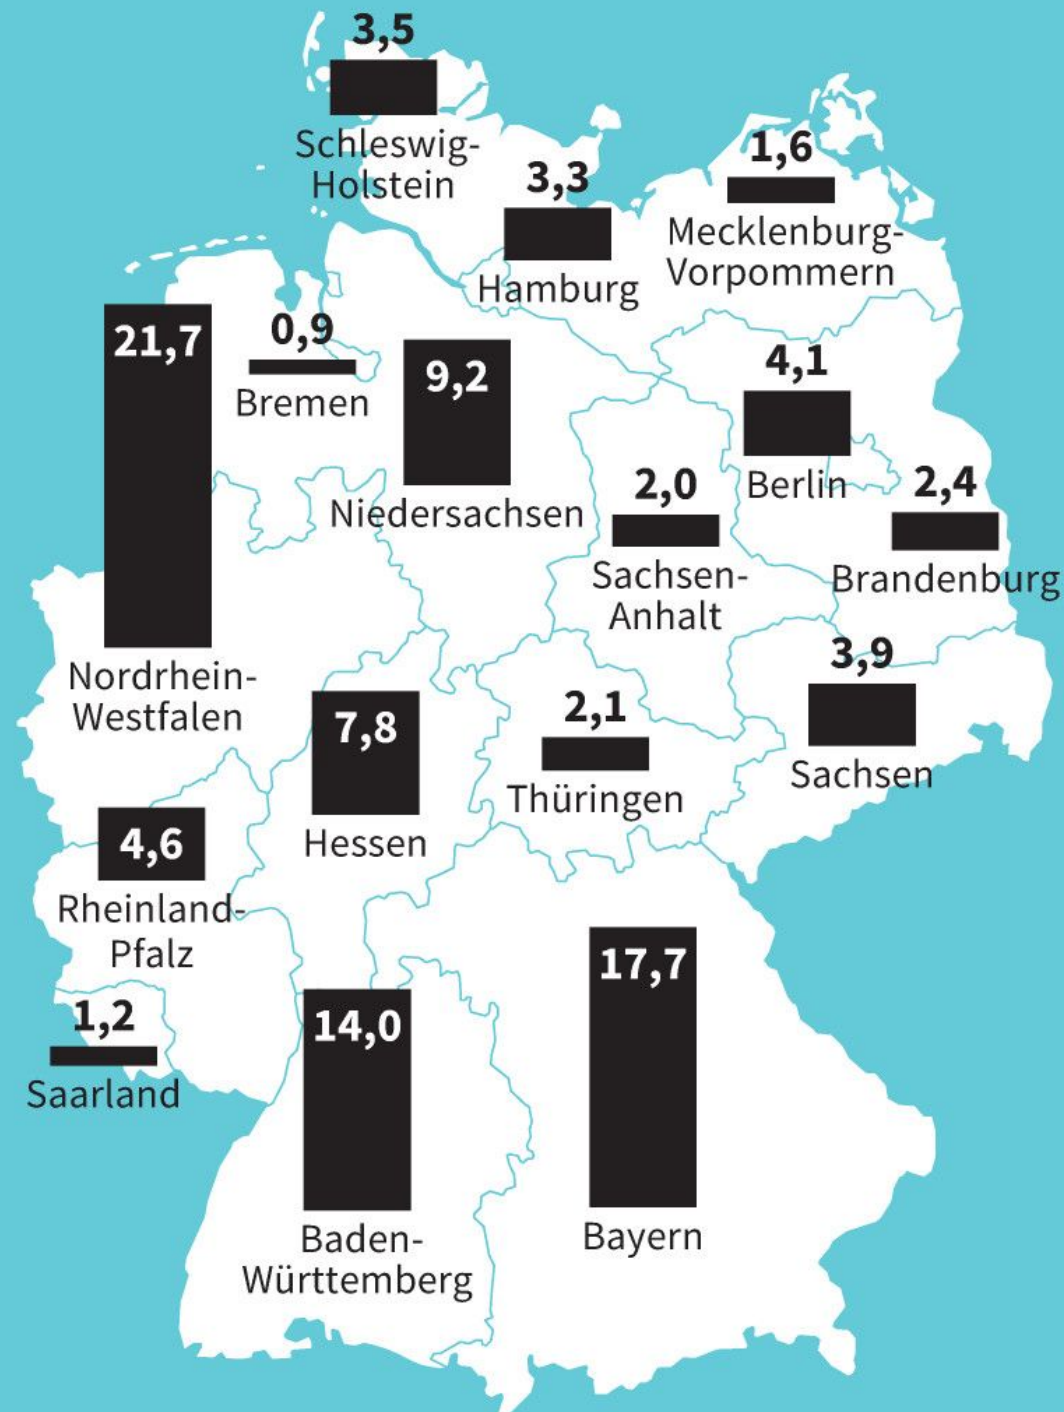 3,5
Schleswig-
Holstein
3,3
Hamburg
1,6
Mecklenburg-
Vorpommern
21,7
Nordrhein-
Westfalen
0,9
Bremen
9,2
Niedersachsen
4,1
Berlin
2,0
Sachsen-
Anhalt
2,4
Brandenburg
3,9
Sachsen
7,8
Hessen
2,1
Thüringen
4,6
Rheinland-
Pfalz
1,2
Saarland
14,0
Baden-
Württemberg
17,7
Bayern